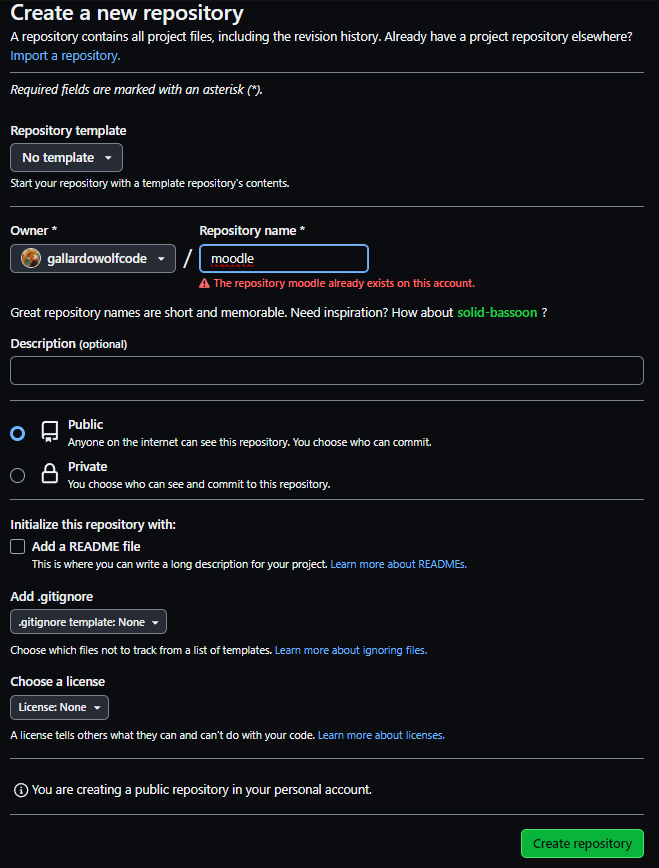 Create a new repository
A repository contains all project files, including the revision history. Already have a project repository elsewhere?
Import a repository.
Required fields are marked with an asterisk (*).
Repository template
No template
Start your repository with a template repository's contents.
Owner *
Repository name *
gallardowolfcode
/
moodle
The repository moodle already exists on this account.
Great repository names are short and memorable. Need inspiration? How about solid-bassoon ?
Description (optional)
Public
Anyone on the internet can see this repository. You choose who can commit.
Private
You choose who can see and commit to this repository.
Initialize this repository with:
Add a README file
This is where you can write a long description for your project. Learn more about READMEs.
Add .gitignore
.gitignore template: None
Choose which files not to track from a list of templates. Learn more about ignoring files.
Choose a license
License: None
A license tells others what they can and can't do with your code. Learn more about licenses.
You are creating a public repository in your personal account.
Create repository